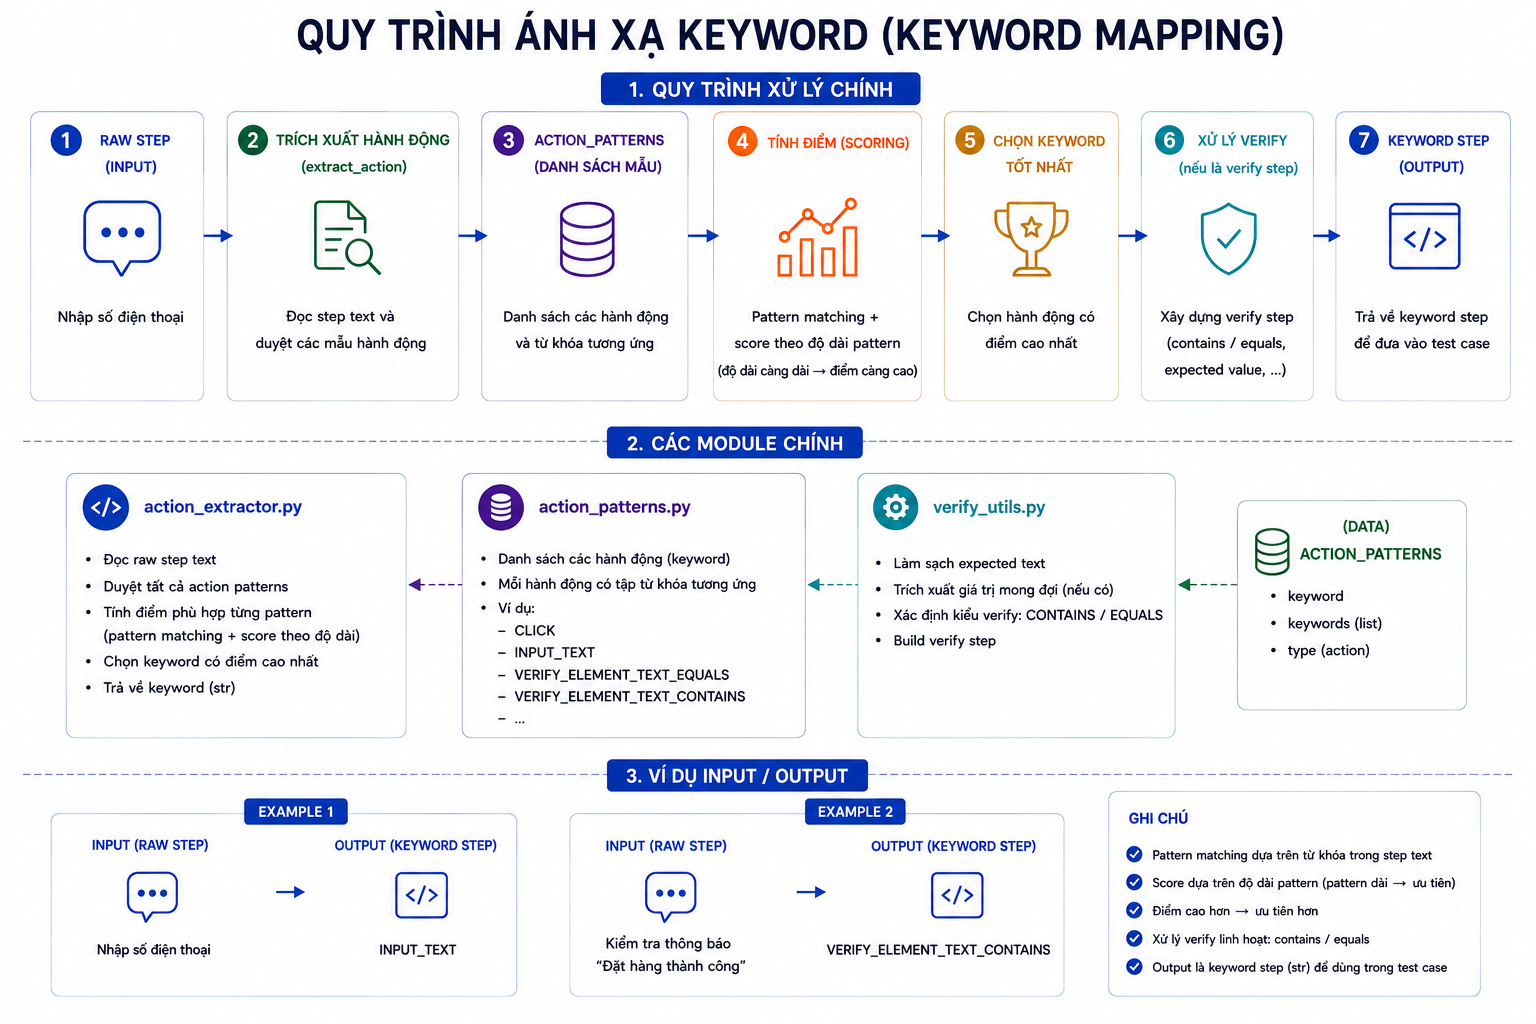 QUY TRÌNH ÁNH XẠ KEYWORD (KEYWORD MAPPING)
1. QUY TRÌNH XỬ LÝ CHÍNH
1 RAW STEP
(INPUT)
Nhập số điện thoại
2 TRÍCH XUẤT HÀNH ĐỘNG
(extract_action)
Đọc step text và
duyệt các mẫu hành động
3 ACTION_PATTERNS
(DANH SÁCH MẪU)
Danh sách các hành động
và từ khóa tương ứng
4 TÍNH ĐIỂM (SCORING)
Pattern matching +
score theo độ dài pattern
(độ dài càng dài → điểm càng cao)
5 CHỌN KEYWORD
TỐT NHẤT
Chọn hành động có
điểm cao nhất
6 XỬ LÝ VERIFY
(nếu là verify step)
Xây dựng verify step
(contains / equals,
expected value, ...)
7 KEYWORD STEP
(OUTPUT)
</>
Trả về keyword step
để đưa vào test case
2. CÁC MODULE CHÍNH
</> action_extractor.py
• Đọc raw step text
• Duyệt tất cả action patterns
• Tính điểm phù hợp từng pattern
(pattern matching + score theo độ dài)
• Chọn keyword có điểm cao nhất
• Trả về keyword (str)
action_patterns.py
• Danh sách các hành động (keyword)
• Mỗi hành động có tập từ khóa tương ứng
• Ví dụ:
– CLICK
– INPUT_TEXT
– VERIFY_ELEMENT_TEXT_EQUALS
– VERIFY_ELEMENT_TEXT_CONTAINS
– ...
verify_utils.py
• Làm sạch expected text
• Trích xuất giá trị mong đợi (nếu có)
• Xác định kiểu verify: CONTAINS / EQUALS
• Build verify step
(DATA)
ACTION_PATTERNS
• keyword
• keywords (list)
• type (action)
3. VÍ DỤ INPUT / OUTPUT
EXAMPLE 1
INPUT (RAW STEP)
Nhập số điện thoại
OUTPUT (KEYWORD STEP)
</>
INPUT_TEXT
EXAMPLE 2
INPUT (RAW STEP)
Kiểm tra thông báo
“Đặt hàng thành công”
OUTPUT (KEYWORD STEP)
</>
VERIFY_ELEMENT_TEXT_CONTAINS
GHI CHÚ
Pattern matching dựa trên từ khóa trong step text
Score dựa trên độ dài pattern (pattern dài → ưu tiên)
Điểm cao hơn → ưu tiên hơn
Xử lý verify linh hoạt: contains / equals
Output là keyword step (str) để dùng trong test case